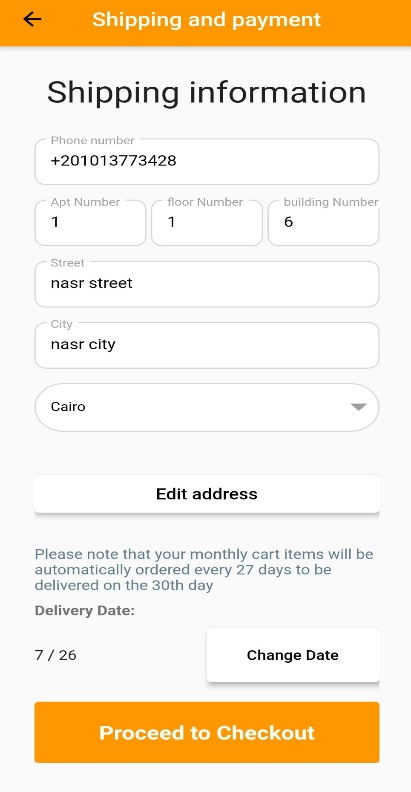 Shipping and payment
Shipping information
Phone number
+201013773428
Apt Number floor Number building Number
1 1 6
Street
nasr street
City
nasr city
Cairo
Edit address
Please note that your monthly cart items will be
automatically ordered every 27 days to be
delivered on the 30th day
Delivery Date:
7 / 26 Change Date
Proceed to Checkout